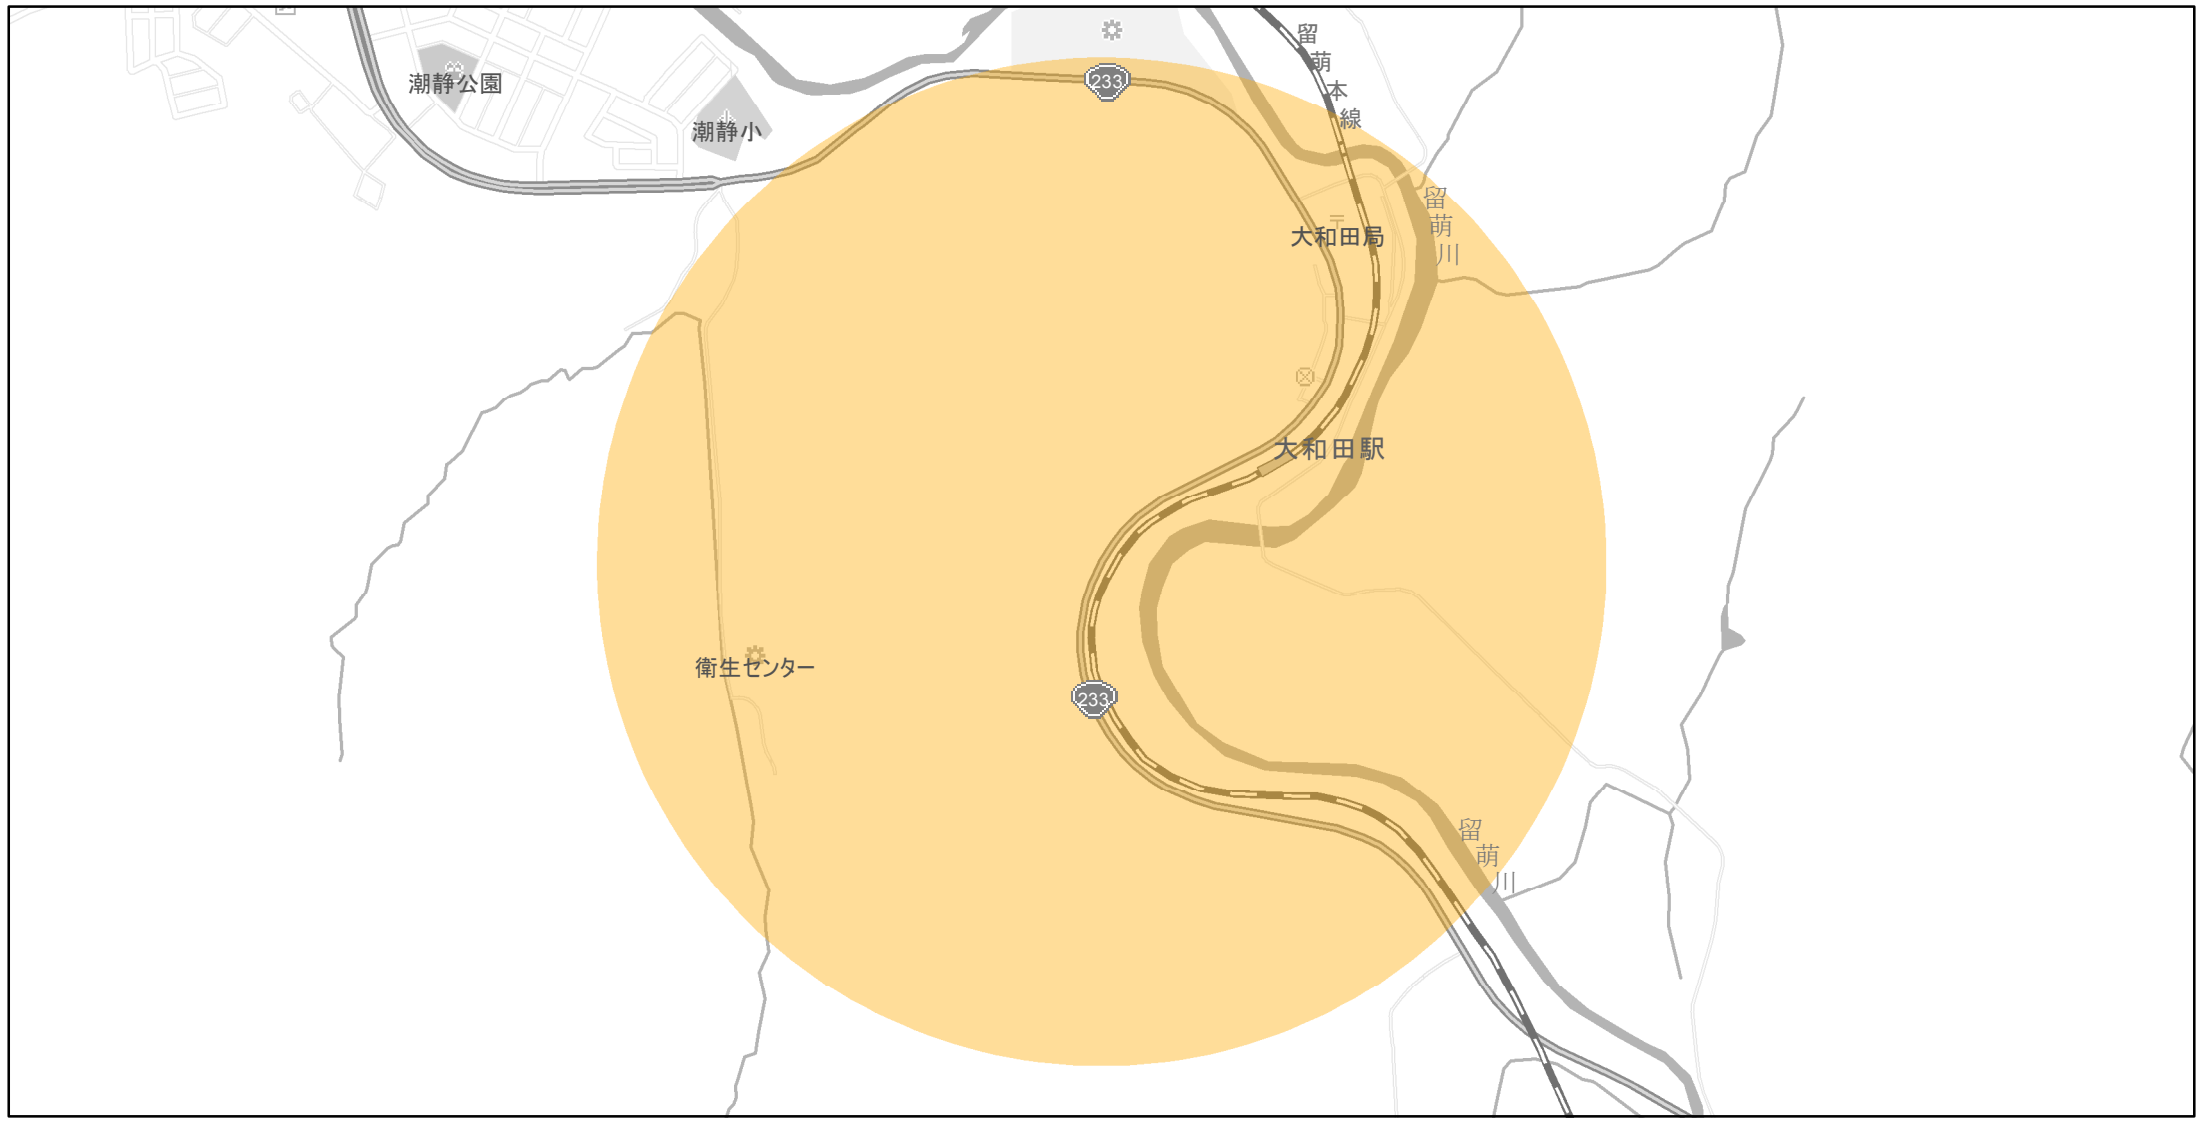 潮静公園
潮静小
233
留萌本線
留萌川
大和田局
大和田駅
衛生センター
233
留萌川